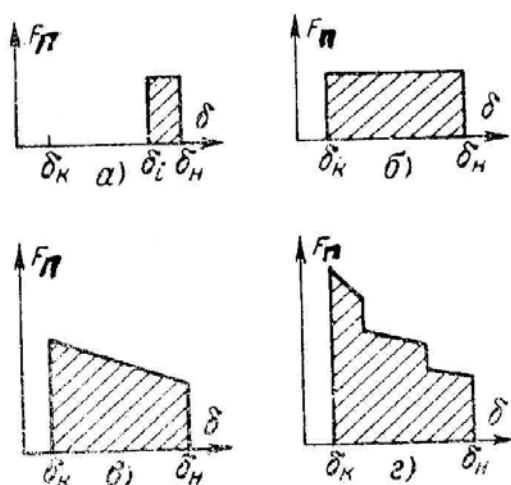 Fп
δ
δк а) δi δн
Fп
δ
δк б) δн
Fп
δ
δк в) δн
Fп
δ
δк г) δн